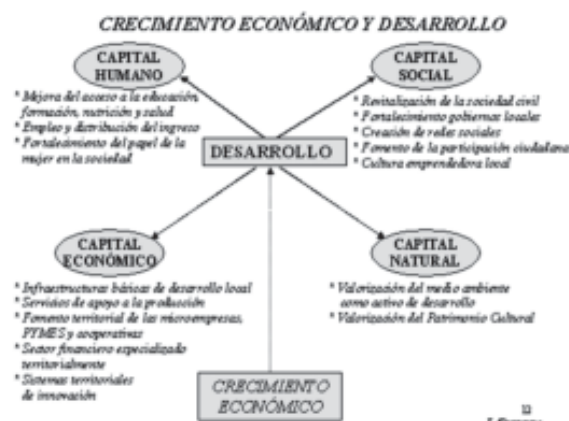 CRECIMIENTO ECONÓMICO Y DESARROLLO
CAPITAL
HUMANO
* Mejora del acceso a la educación,
formación, nutrición y salud
* Empleo y distribución del ingreso
* Fortalecimiento del papel de la
mujer en la sociedad
CAPITAL
SOCIAL
* Revitalización de la sociedad civil
* Fortalecimiento gobiernos locales
* Creación de redes sociales
* Fomento de la participación ciudadana
* Cultura emprendedora local
DESARROLLO
CAPITAL
ECONÓMICO
* Infraestructuras básicas de desarrollo local
* Servicios de apoyo a la producción
* Fomento territorial de las microempresas,
PYMES y cooperativas
* Sector financiero especializado
territorialmente
* Sistemas territoriales
de innovación
CAPITAL
NATURAL
* Valorización del medio ambiente
como activo de desarrollo
* Valorización del Patrimonio Cultural
CRECIMIENTO
ECONÓMICO